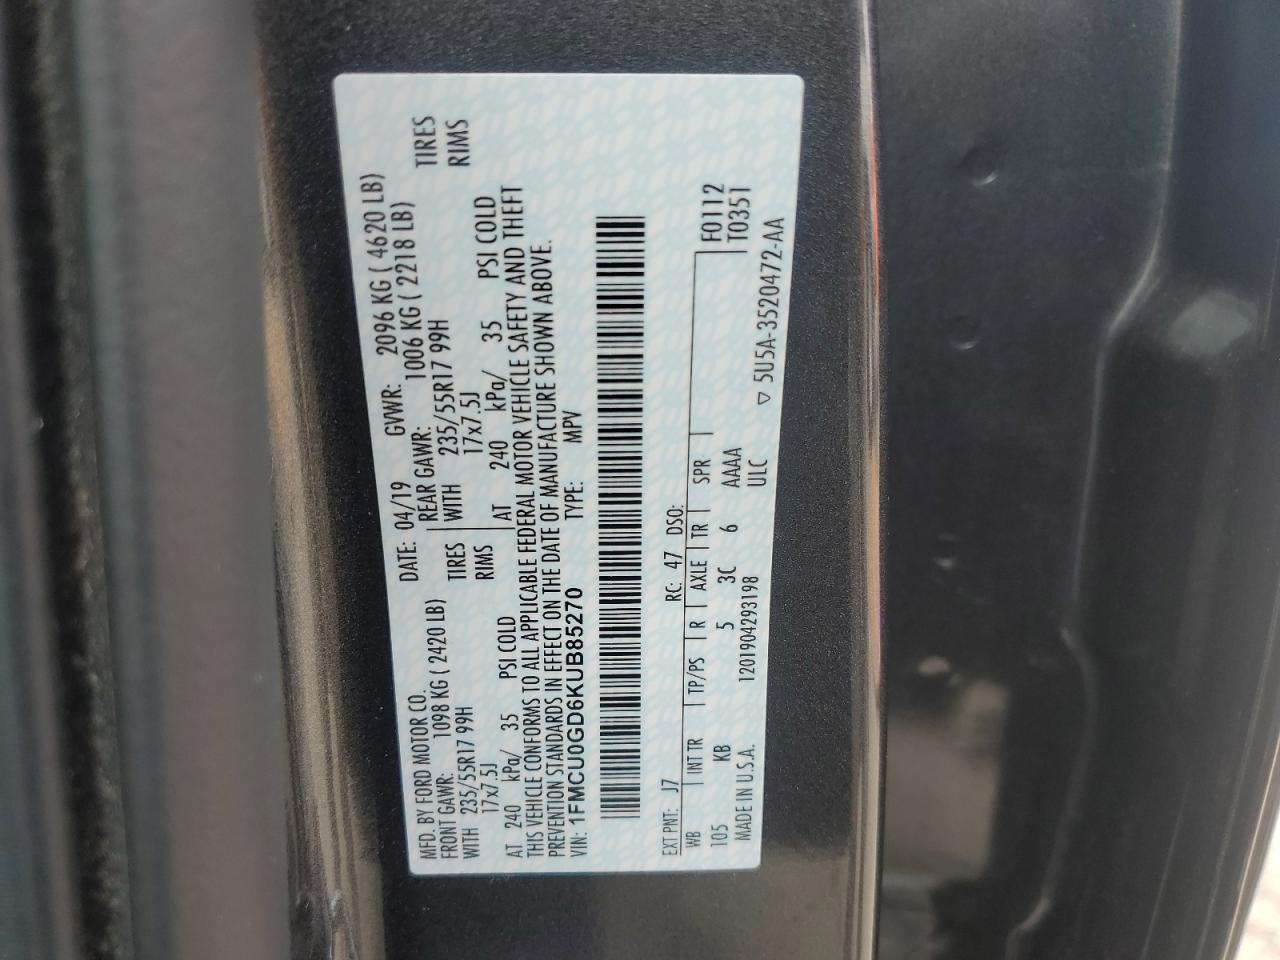 MFD. BY FORD MOTOR CO. DATE: 04/19 GVWR: 2096 KG ( 4620 LB)
FRONT GAWR: 1098 KG ( 2420 LB) REAR GAWR: 1006 KG ( 2218 LB)
WITH 235/55R17 99H TIRES WITH 235/55R17 99H TIRES
17x7.5J RIMS 17x7.5J RIMS
AT 240 kPa/ 35 PSI COLD AT 240 kPa/ 35 PSI COLD
THIS VEHICLE CONFORMS TO ALL APPLICABLE FEDERAL MOTOR VEHICLE SAFETY AND THEFT
PREVENTION STANDARDS IN EFFECT ON THE DATE OF MANUFACTURE SHOWN ABOVE.
VIN: 1FMCU0GD6KUB85270 TYPE: MPV
EXT PNT: J7 RC: 47 DSO:
WB INT TR TP/PS R AXLE TR SPR F0112
105 KB 5 3C 6 AAAA T0351
MADE IN U.S.A. 1201904293198 ULC
▽ 5U5A-3520472-AA